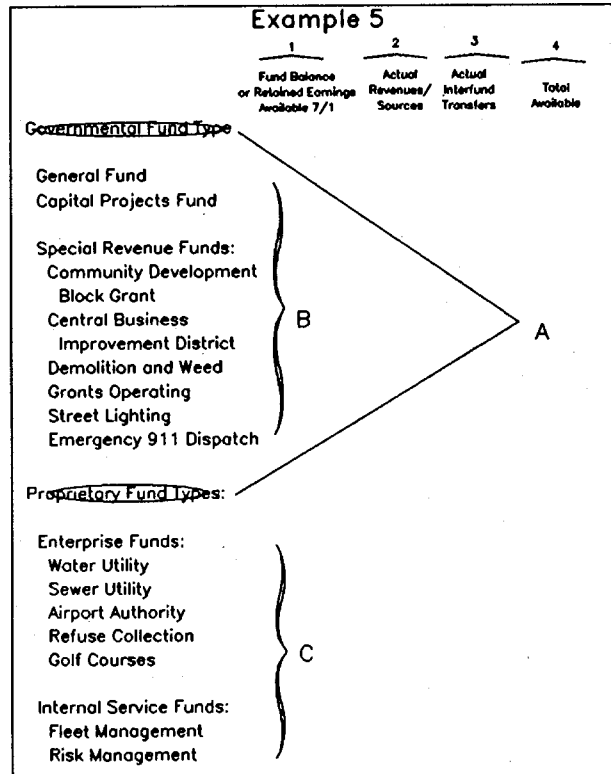 Example 5
1 2 3 4
Fund Balance or Retained Earnings Available 7/1
Actual Revenues/ Sources
Actual Interfund Transfers
Total Available
Governmental Fund Type
General Fund
Capital Projects Fund
Special Revenue Funds:
Community Development
Block Grant
Central Business
Improvement District
Demolition and Weed
Grants Operating
Street Lighting
Emergency 911 Dispatch
B
A
Proprietary Fund Types:
Enterprise Funds:
Water Utility
Sewer Utility
Airport Authority
Refuse Collection
Golf Courses
Internal Service Funds:
Fleet Management
Risk Management
C